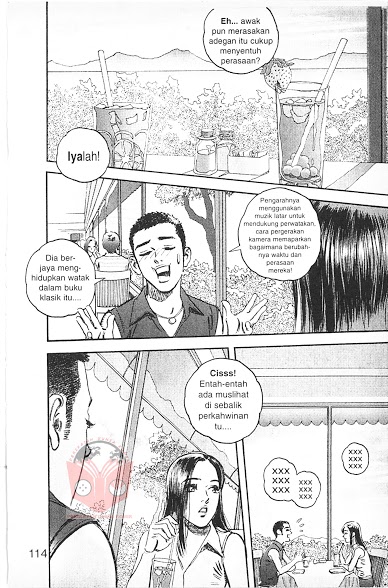 Eh... awak
pun merasakan
adegan itu cukup
menyentuh
perasaan?
Iyalah!
Pengarahnya
menggunakan
muzik latar untuk
mendukung perwatakan,
cara pergerakan
kamera memaparkan
bagaimana berubah-
nya waktu dan
perasaan
mereka!
Dia ber-
jaya meng-
hidupkan watak
dalam buku
klasik itu....
Cisss!
Entah-entah
ada muslihat
di sebalik
perkahwinan
tu....
XXX
XXX
XXX
XXX
XXX
XXX
XXX
XXX
XXX
114